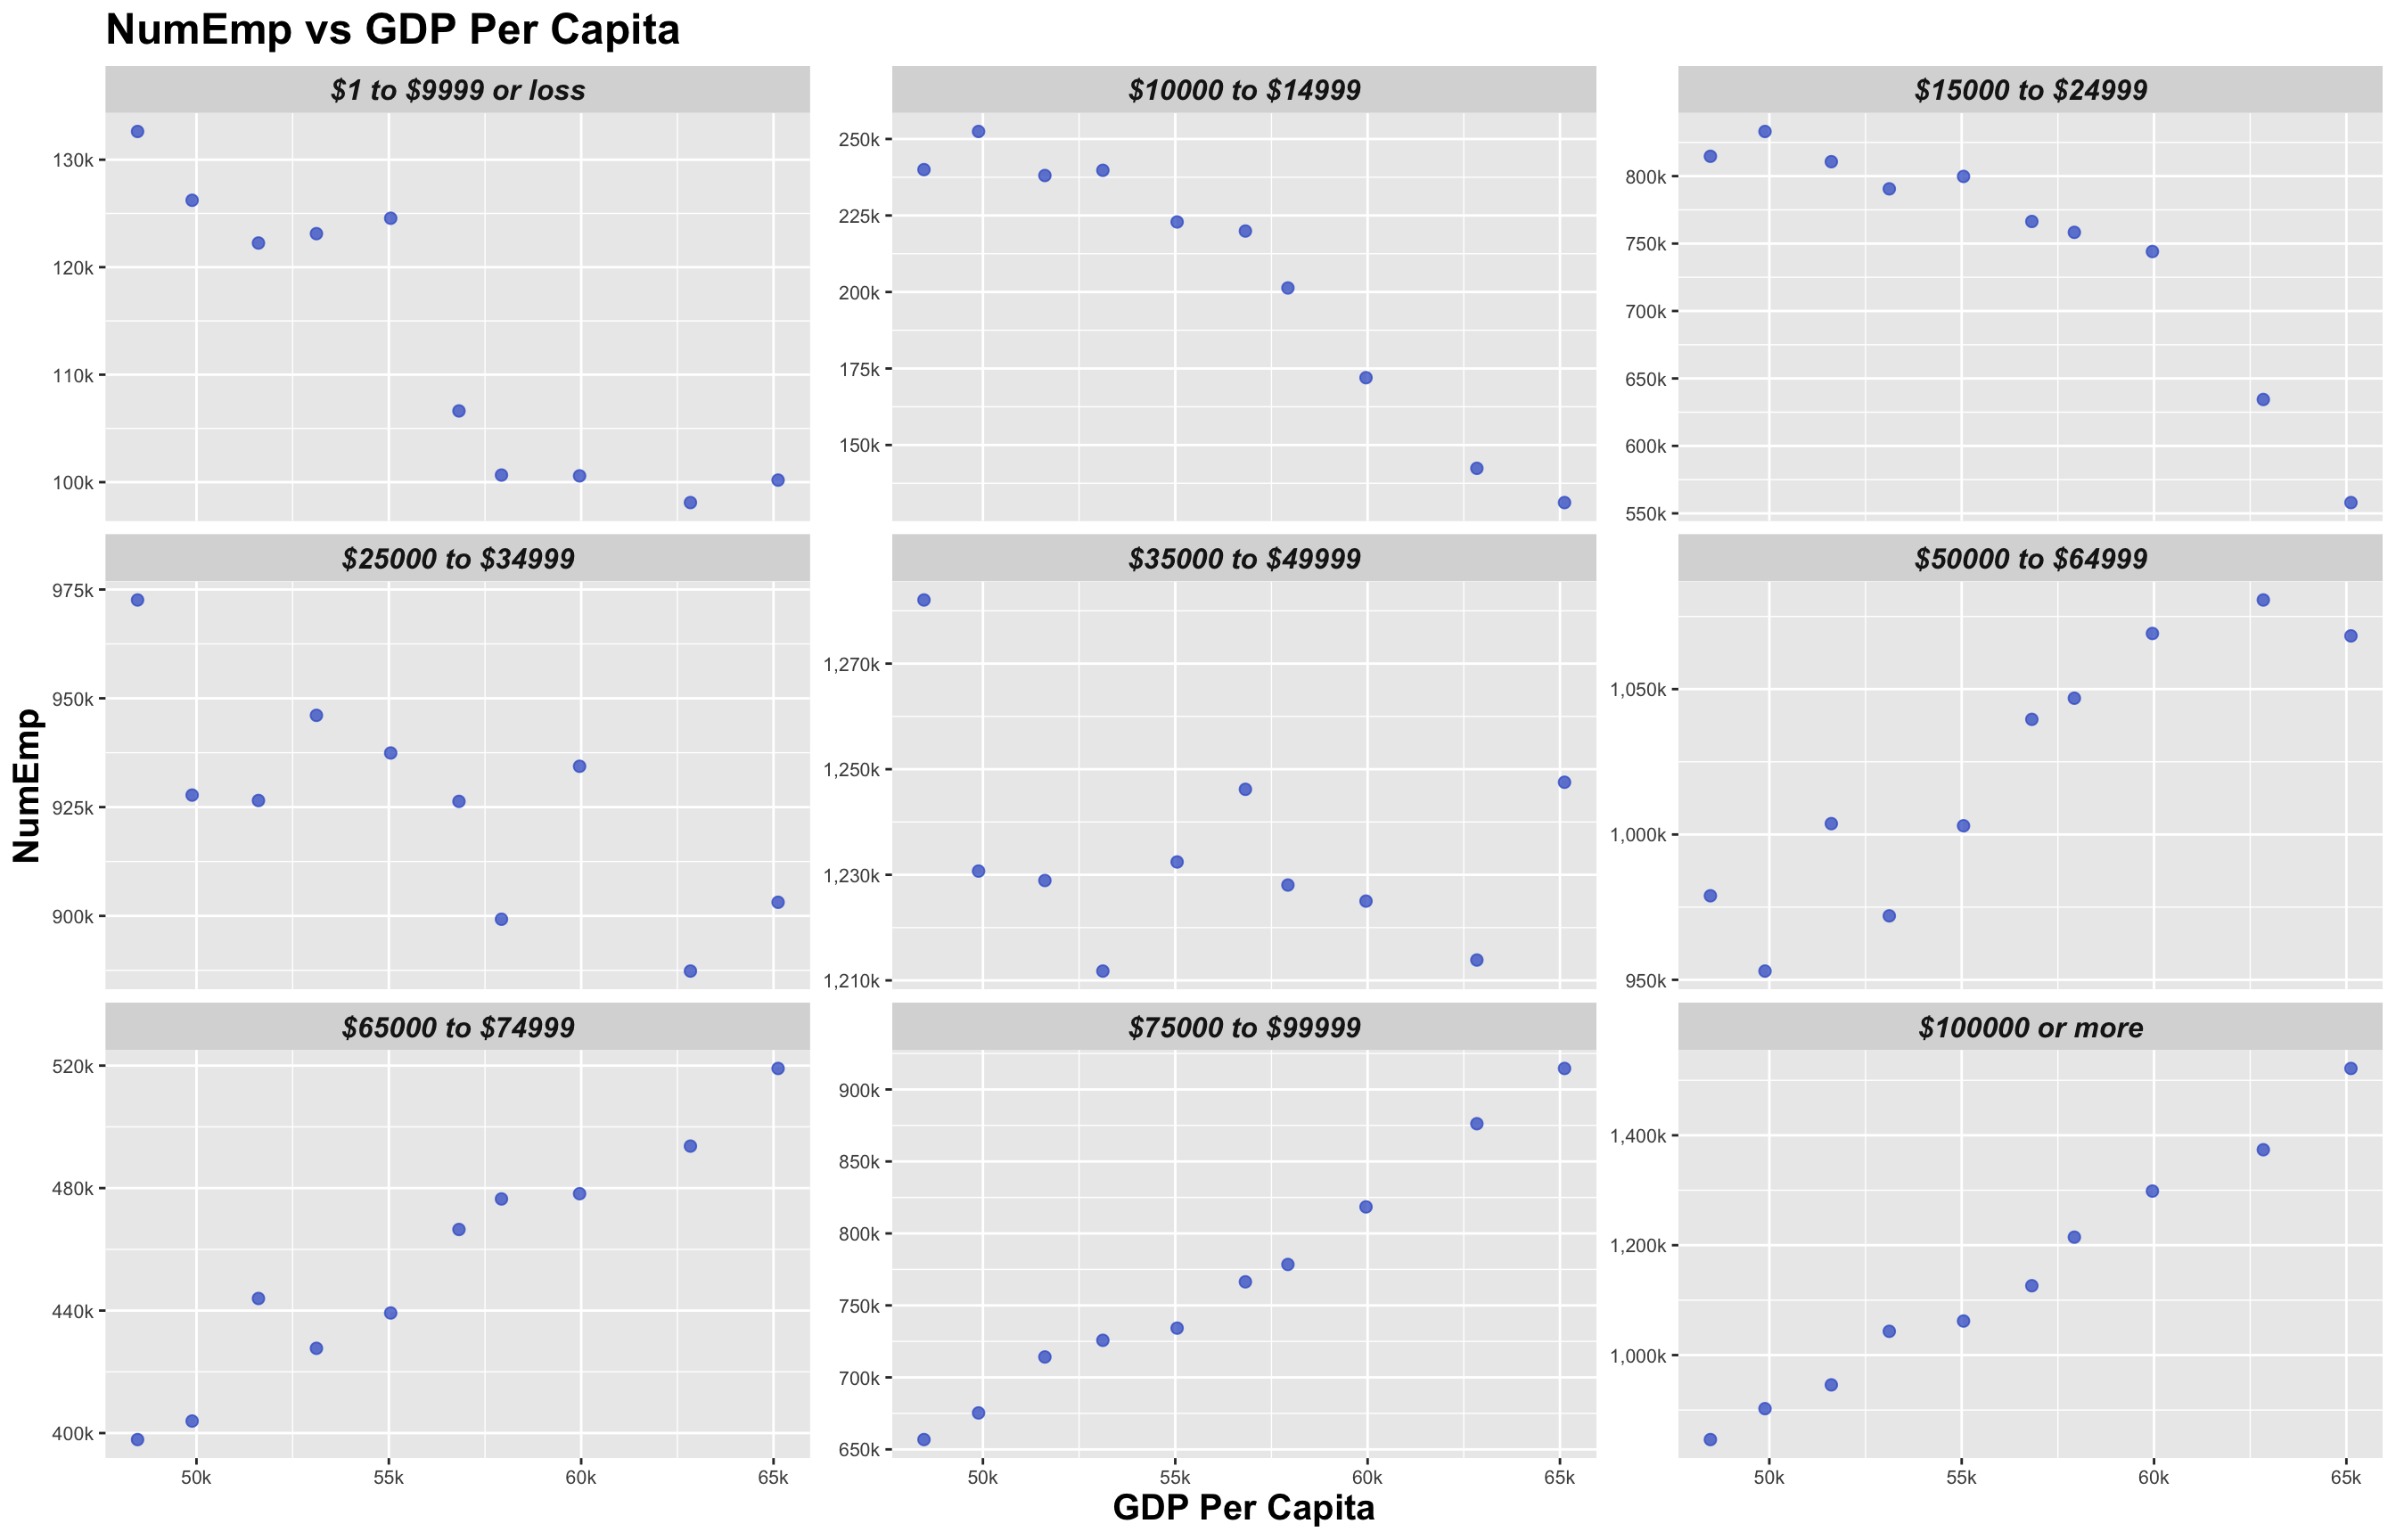 NumEmp vs GDP Per Capita
$1 to $9999 or loss
$10000 to $14999
$15000 to $24999
130k
120k
110k
100k
250k
225k
200k
175k
150k
800k
750k
700k
650k
600k
550k
$25000 to $34999
$35000 to $49999
$50000 to $64999
NumEmp
975k
950k
925k
900k
1,270k
1,250k
1,230k
1,210k
1,050k
1,000k
950k
$65000 to $74999
$75000 to $99999
$100000 or more
520k
480k
440k
400k
900k
850k
800k
750k
700k
650k
1,400k
1,200k
1,000k
50k 55k 60k 65k
50k 55k 60k 65k
50k 55k 60k 65k
GDP Per Capita